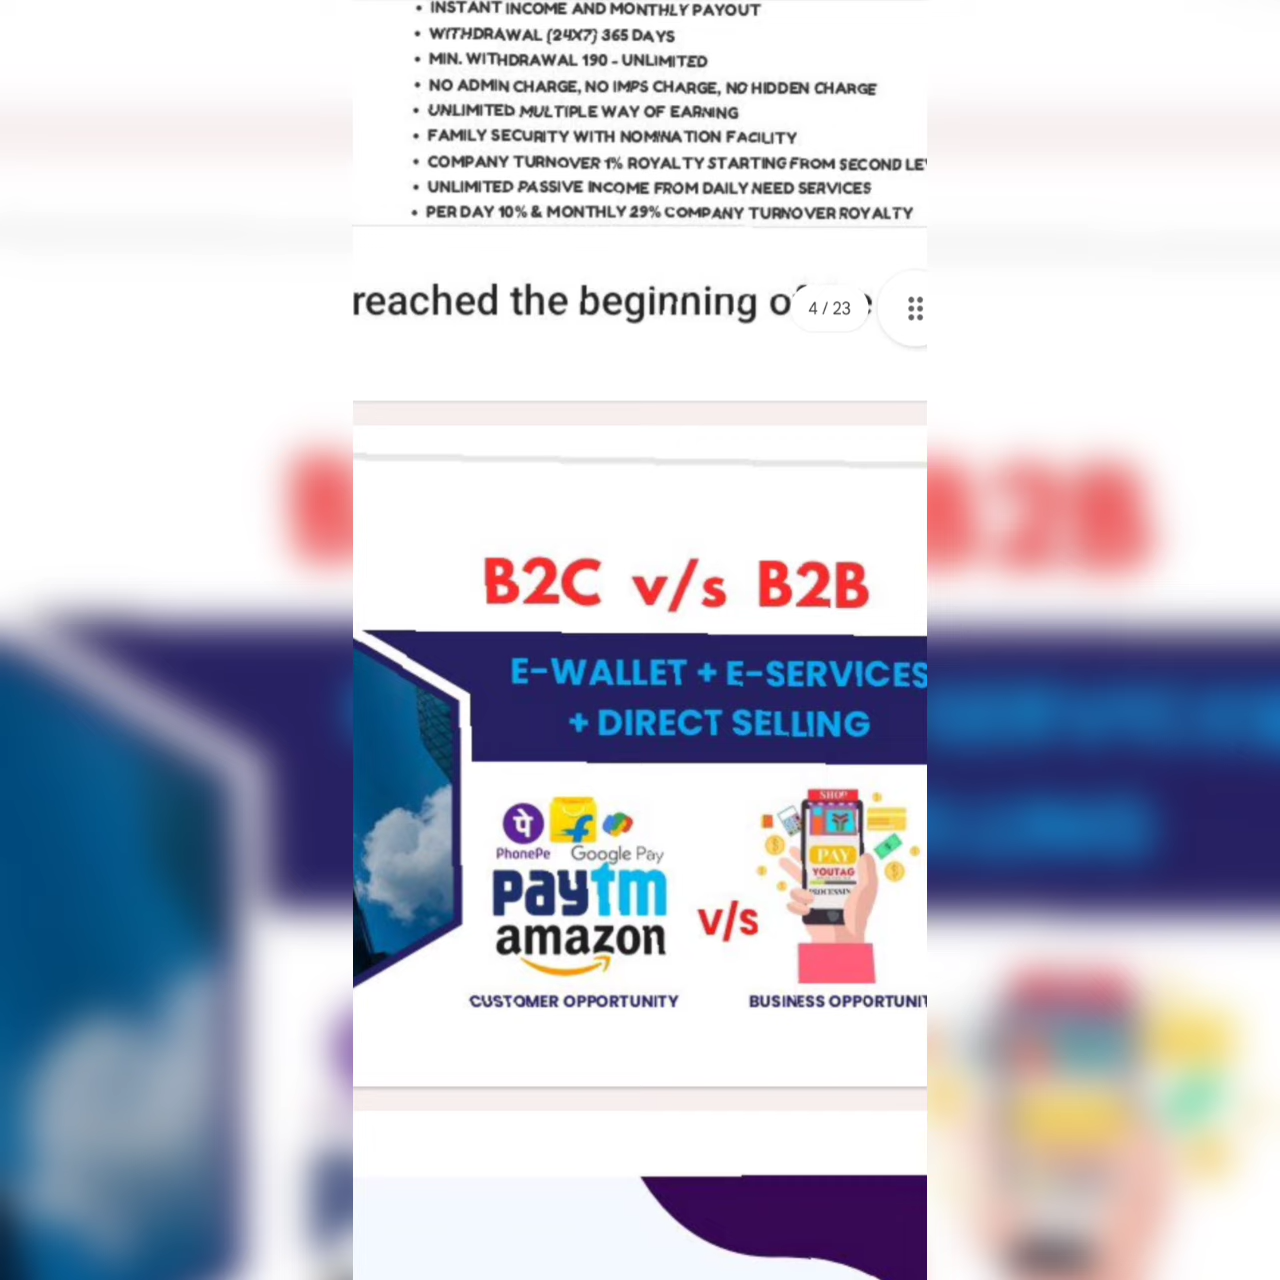 • INSTANT INCOME AND MONTHLY PAYOUT
• WITHDRAWAL (24X7) 365 DAYS
• MIN. WITHDRAWAL 190 - UNLIMITED
• NO ADMIN CHARGE, NO IMPS CHARGE, NO HIDDEN CHARGE
• UNLIMITED MULTIPLE WAY OF EARNING
• FAMILY SECURITY WITH NOMINATION FACILITY
• COMPANY TURNOVER 1% ROYALTY STARTING FROM SECOND LE
• UNLIMITED PASSIVE INCOME FROM DAILY NEED SERVICES
• PER DAY 10% & MONTHLY 29% COMPANY TURNOVER ROYALTY
reached the beginning
4 / 23
B2C v/s B2B
E-WALLET + E-SERVICES
+ DIRECT SELLING
पे
PhonePe
Google Pay
paytm
amazon
CUSTOMER OPPORTUNITY
v/s
SHOP
PAY
YOUTAG
BUSINESS OPPORTUNIT